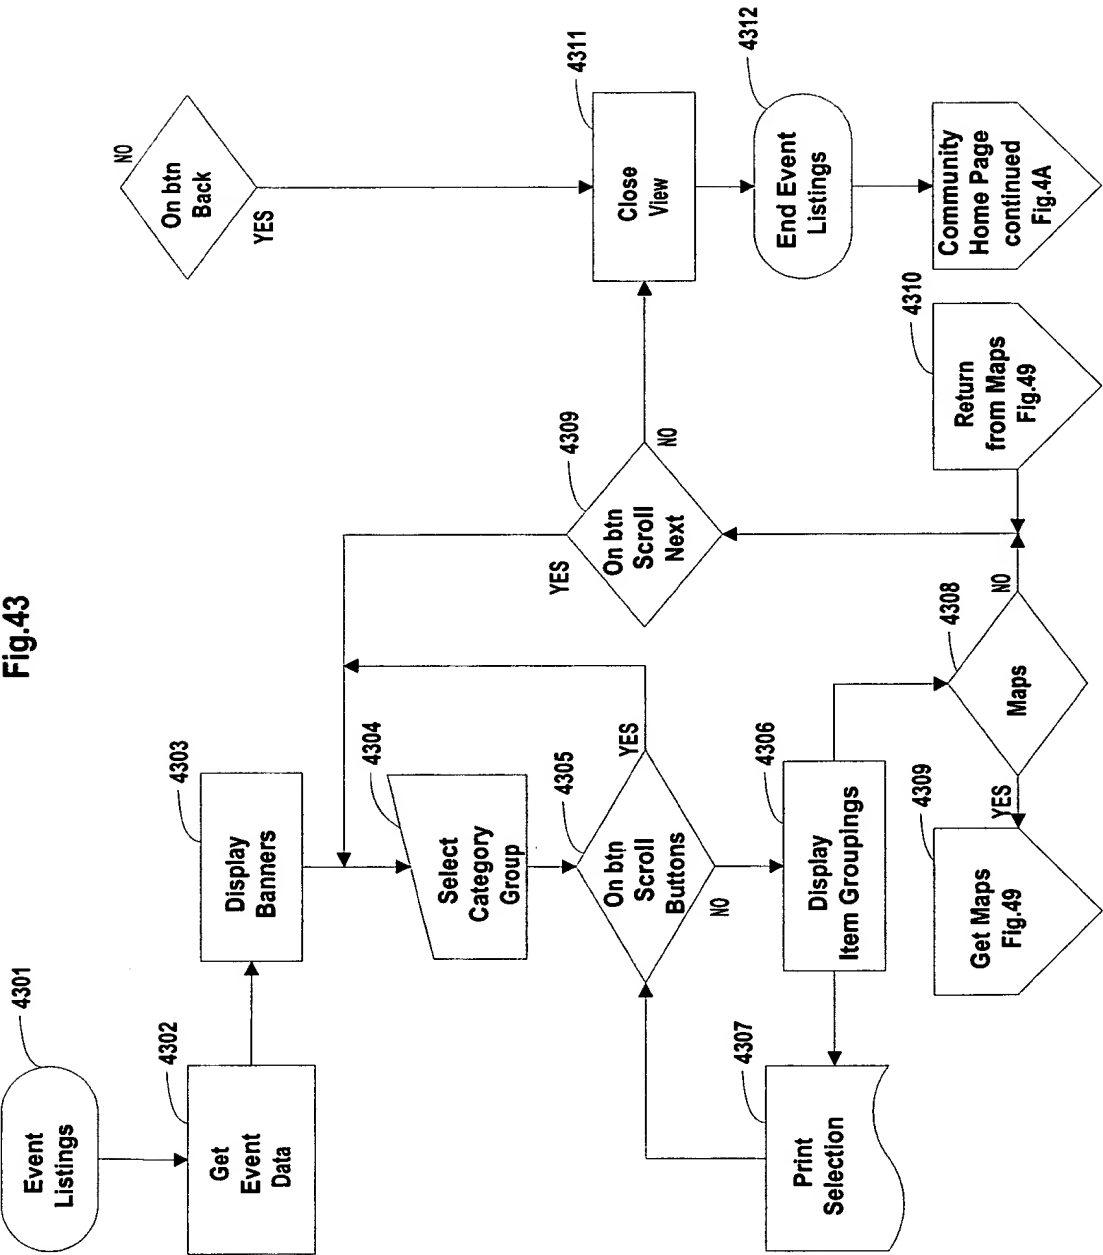 Fig.43
4301
Event
Listings
4302
Get
Event
Data
4303
Display
Banners
4304
Select
Category
Group
4305
On btn
Scroll
Buttons
YES
NO
4306
Display
Item Groupings
4307
Print
Selection
4308
Maps
YES
NO
4309
Get Maps
Fig.49
4310
Return
from Maps
Fig.49
4309
On btn
Scroll
Next
YES
NO
On btn
Back
NO
YES
4311
Close
View
4312
End Event
Listings
Community
Home Page
continued
Fig.4A